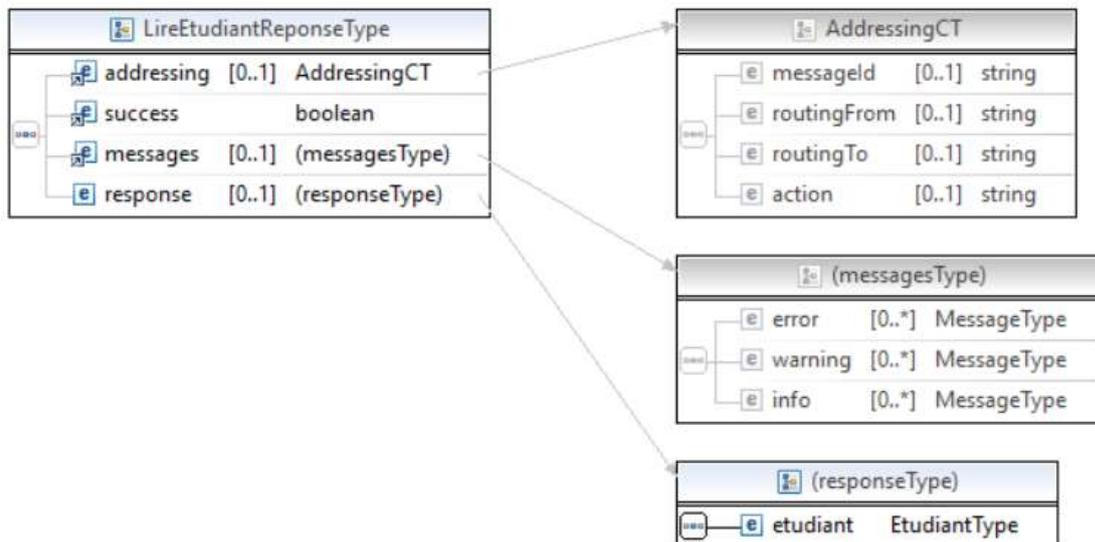 LireEtudiantReponseType
addressing [0..1] AddressingCT
success boolean
messages [0..1] (messagesType)
response [0..1] (responseType)
AddressingCT
messageId [0..1] string
routingFrom [0..1] string
routingTo [0..1] string
action [0..1] string
(messagesType)
error [0..*] MessageType
warning [0..*] MessageType
info [0..*] MessageType
(responseType)
etudiant EtudiantType